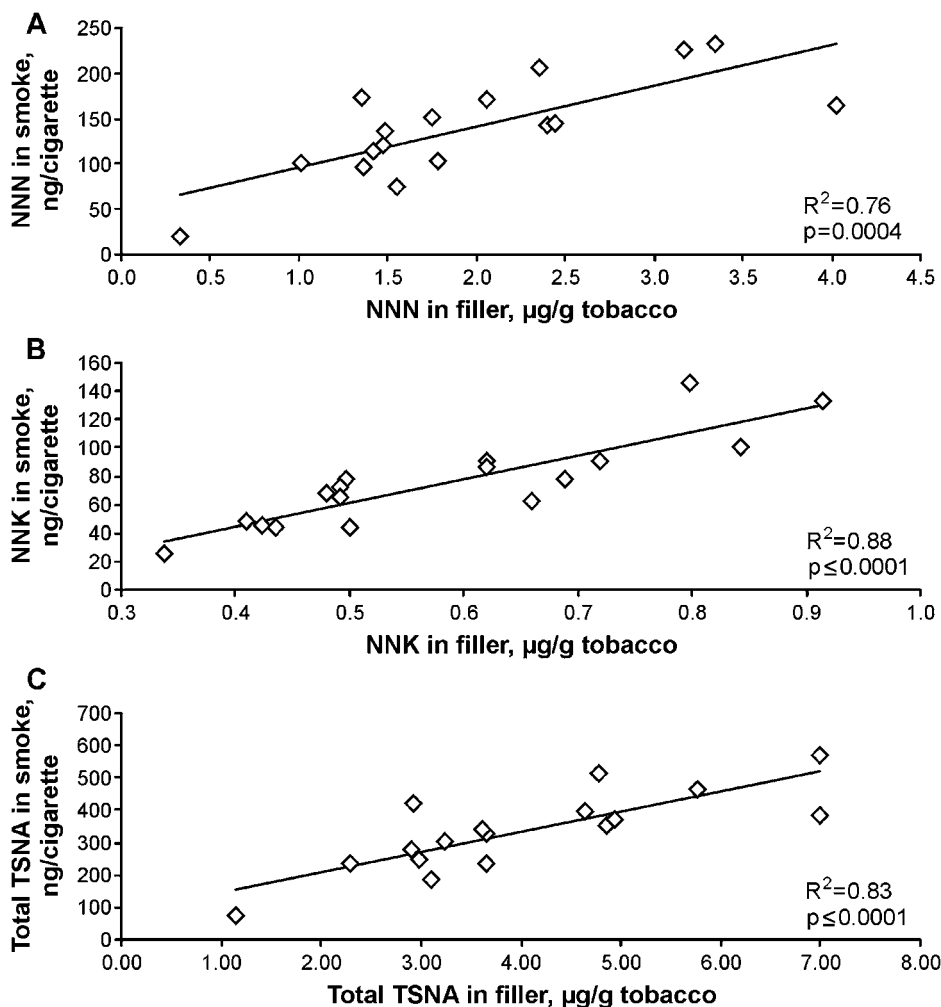 A
NNN in smoke,
ng/cigarette
250
200
150
100
50
0
0.0 0.5 1.0 1.5 2.0 2.5 3.0 3.5 4.0 4.5
R²=0.76
p=0.0004
NNN in filler, µg/g tobacco
B
NNK in smoke,
ng/cigarette
160
140
120
100
80
60
40
20
0
0.3 0.4 0.5 0.6 0.7 0.8 0.9 1.0
R²=0.88
p≤0.0001
NNK in filler, µg/g tobacco
C
Total TSNA in smoke,
ng/cigarette
700
600
500
400
300
200
100
0
0.00 1.00 2.00 3.00 4.00 5.00 6.00 7.00 8.00
R²=0.83
p≤0.0001
Total TSNA in filler, µg/g tobacco